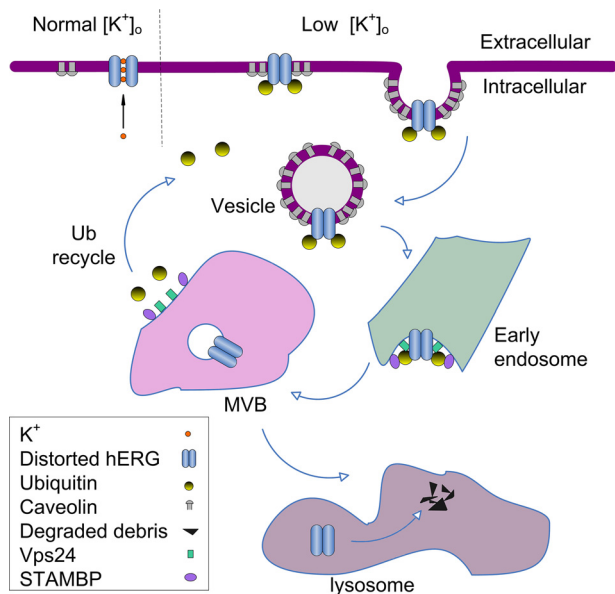 Normal [K⁺]ₒ
Low [K⁺]ₒ
Extracellular
Intracellular
Vesicle
Ub
recycle
Early
endosome
MVB
K⁺
Distorted hERG
Ubiquitin
Caveolin
Degraded debris
Vps24
STAMBP
lysosome